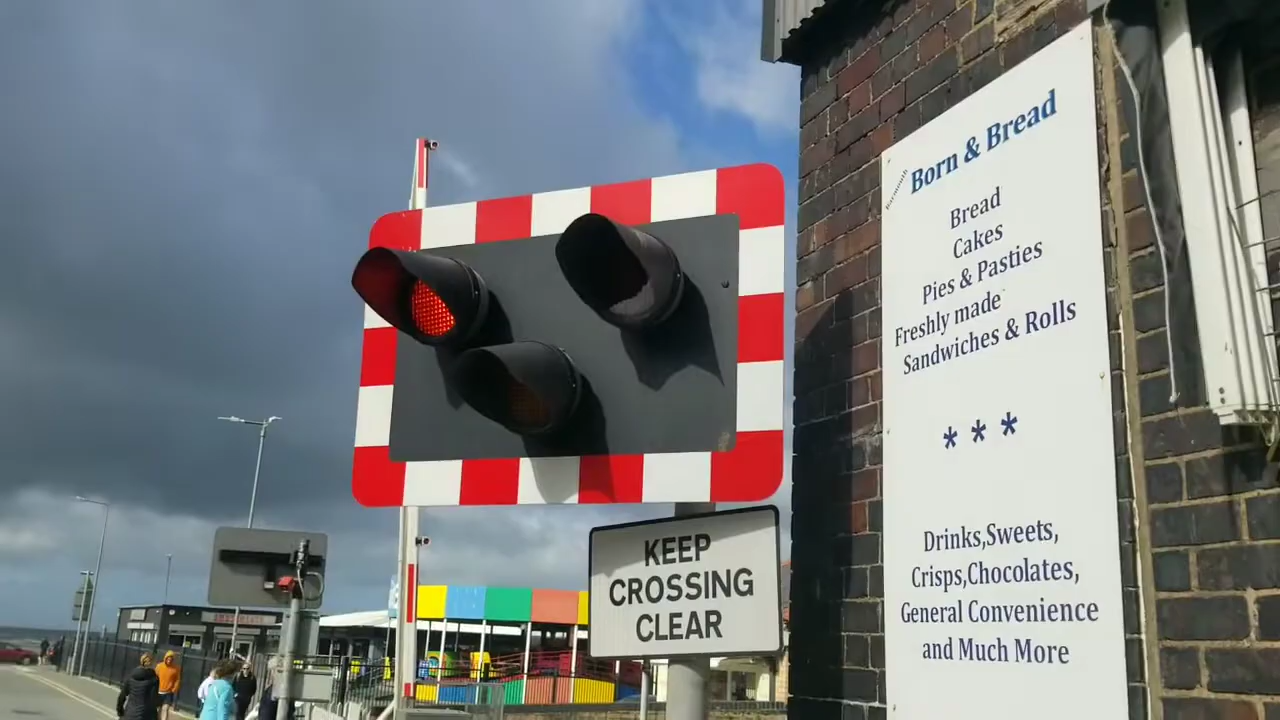 Barmouth
Born & Bread
Bread
Cakes
Pies & Pasties
Freshly made
Sandwiches & Rolls
* * *
Drinks,Sweets,
Crisps,Chocolates,
General Convenience
and Much More
KEEP
CROSSING
CLEAR